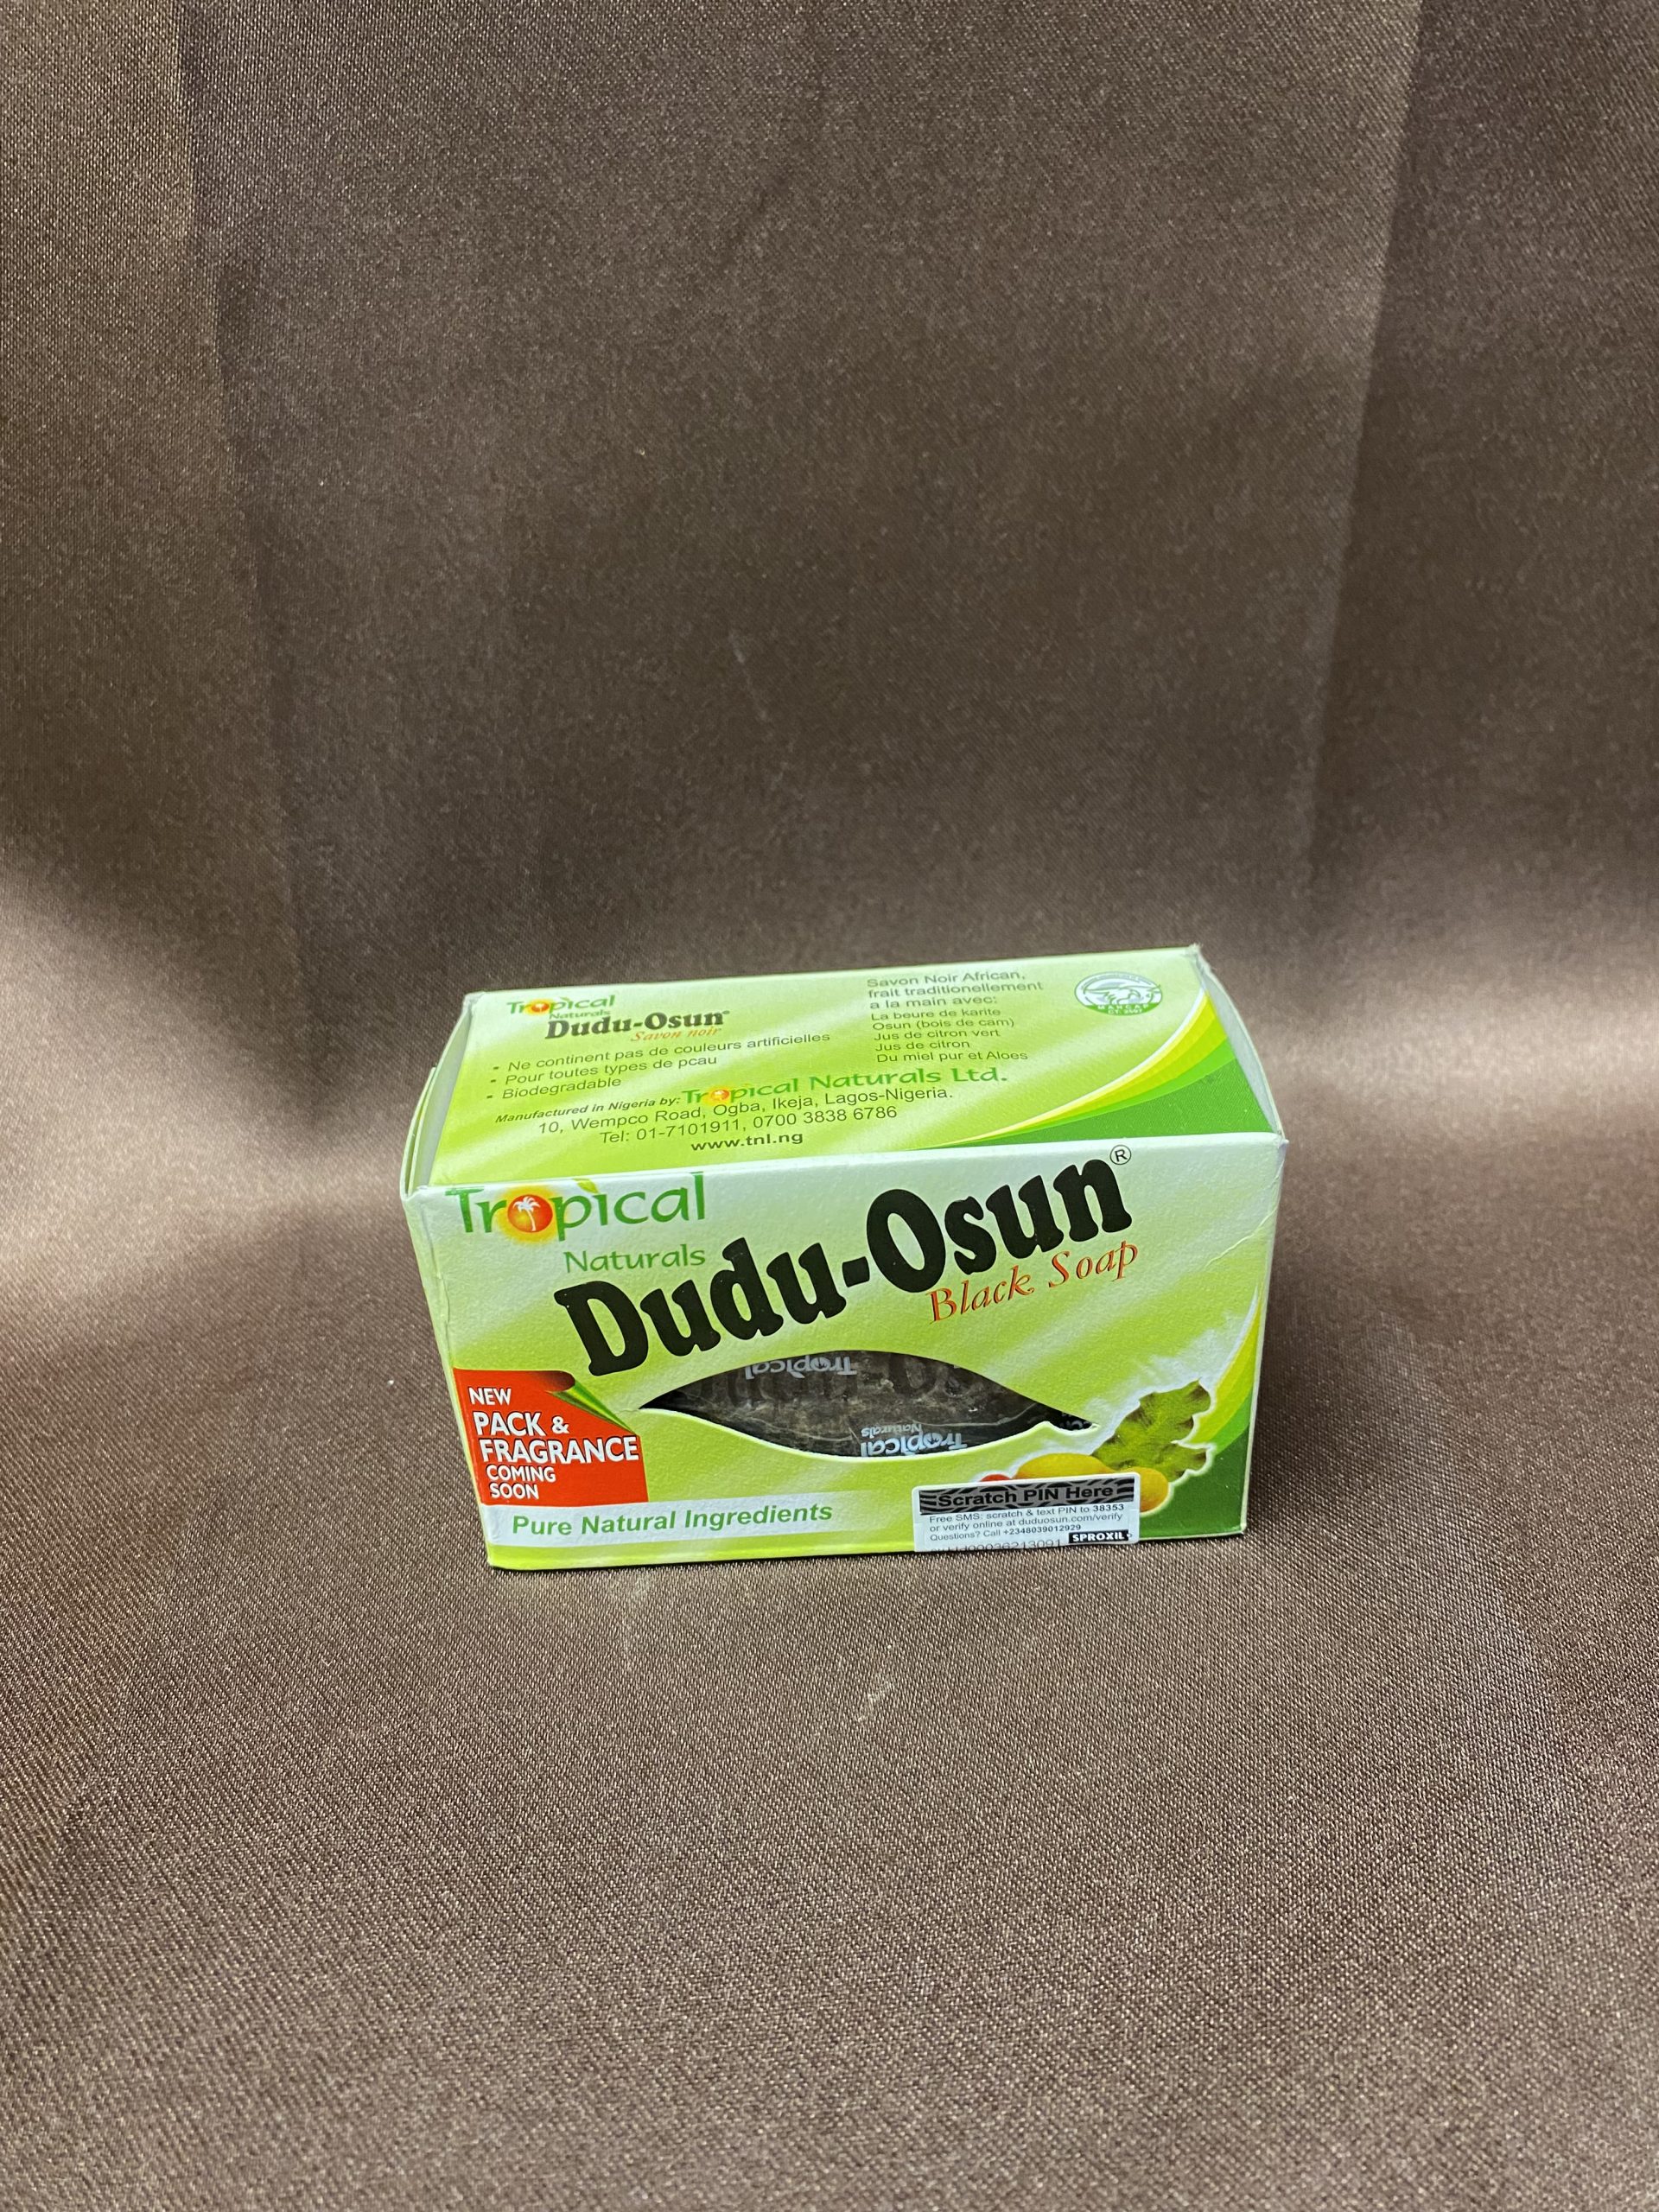 Tropical
Naturals
Dudu-Osun®
Savon noir
• Ne continent pas de couleurs artificielles
• Pour toutes types de pcau
• Biodegradable
Savon Noir African,
frait traditionellement
a la main avec:
La beure de karite
Osun (bois de cam)
Jus de citron vert
Jus de citron
Du miel pur et Aloes
Manufactured in Nigeria by: Tropical Naturals Ltd.
10, Wempco Road, Ogba, Ikeja, Lagos-Nigeria.
Tel: 01-7101911, 0700 3838 6786
www.tnl.ng
Tropical
Naturals
Dudu-Osun®
Black Soap
Tropical
Tropical
Naturals
NEW
PACK &
FRAGRANCE
COMING
SOON
Pure Natural Ingredients
Scratch PIN Here
Free SMS: scratch & text PIN to 38353
or verify online at duduosun.com/verify
Questions? Call +2348039012929
SPROXIL